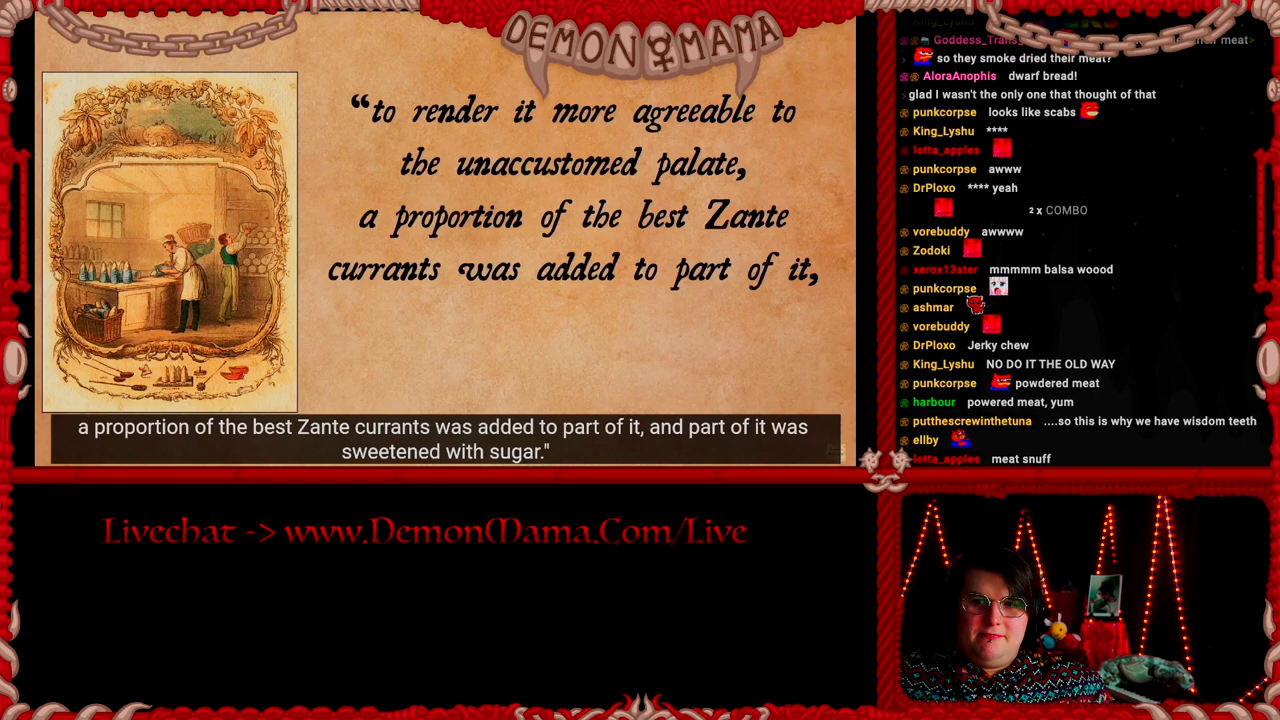 DEMON MAMA
“to render it more agreeable to
the unaccustomed palate,
a proportion of the best Zante
currants was added to part of it,
a proportion of the best Zante currants was added to part of it, and part of it was
sweetened with sugar."
King_Lyshu
meat>
so they smoke dried their meat?
AloraAnophis dwarf bread!
glad I wasn't the only one that thought of that
punkcorpse looks like scabs
King_Lyshu ****
lotta_apples
punkcorpse awww
DrPloxo **** yeah
2 x COMBO
vorebuddy awwww
Zodoki
xerox13ster mmmmm balsa woood
punkcorpse
ashmar
vorebuddy
DrPloxo Jerky chew
King_Lyshu NO DO IT THE OLD WAY
punkcorpse powdered meat
harbour powered meat, yum
putthescrewinthetuna ....so this is why we have wisdom teeth
ellby
lotta_apples meat snuff
Livechat -> www.DemonMama.Com/Live